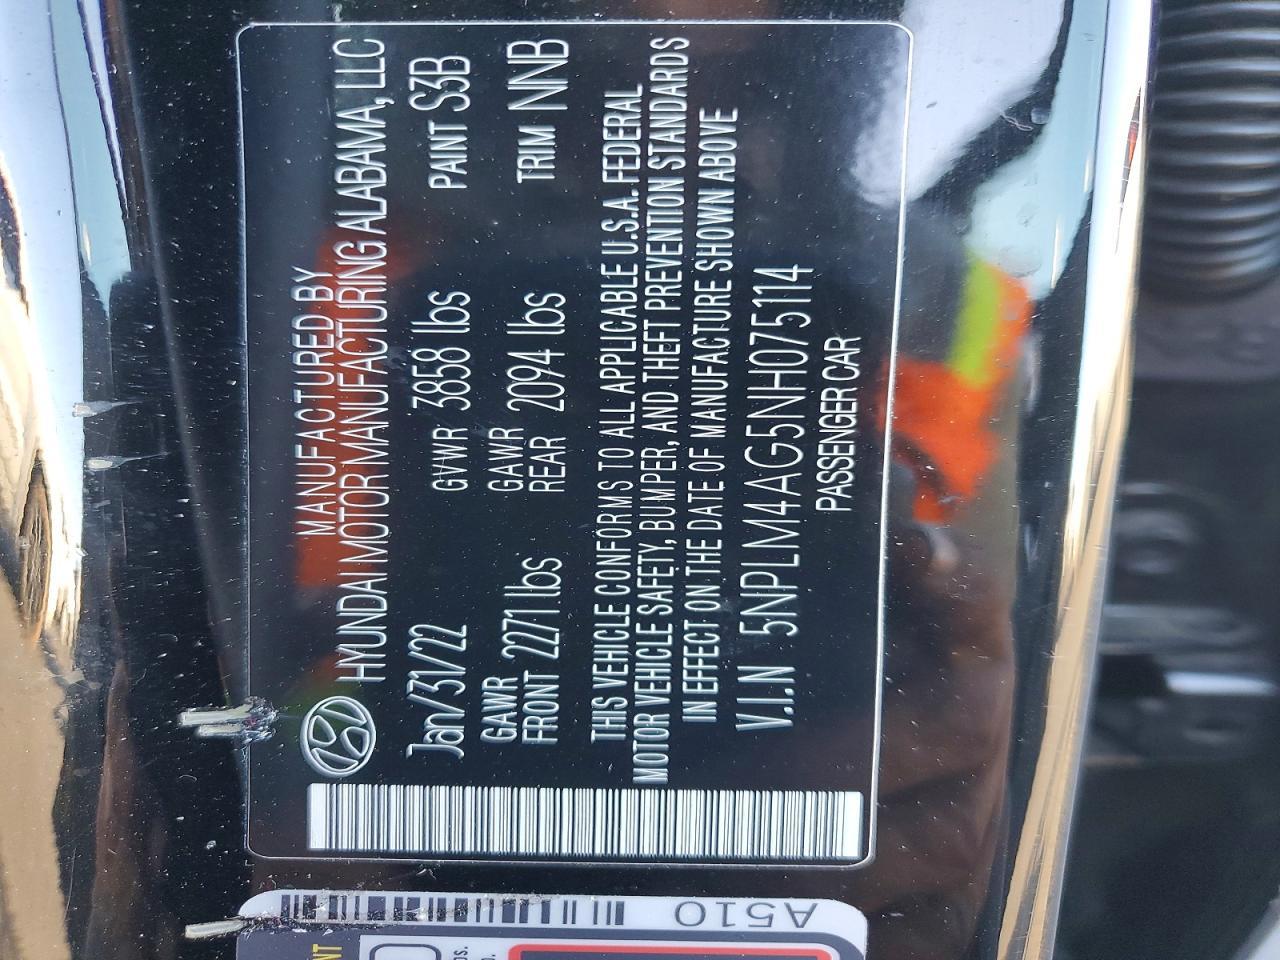 MANUFACTURED BY
HYUNDAI MOTOR MANUFACTURING ALABAMA, LLC
Jan/31/22 GVWR 3858 lbs PAINT S3B
GAWR GAWR
FRONT 2271 lbs REAR 2094 lbs TRIM NNB
THIS VEHICLE CONFORMS TO ALL APPLICABLE U.S.A. FEDERAL
MOTOR VEHICLE SAFETY, BUMPER, AND THEFT PREVENTION STANDARDS
IN EFFECT ON THE DATE OF MANUFACTURE SHOWN ABOVE
V.I.N 5NPLM4AG5NH075114
PASSENGER CAR
A510